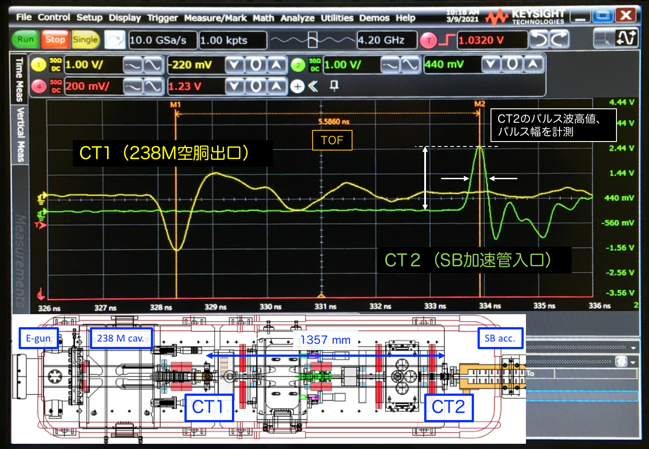 File Control Setup Display Trigger Measure/Mark Math Analyze Utilities Demos Help
10:18 AM
3/9/2021
KEYSIGHT
TECHNOLOGIES
Run Stop Single 10.0 GSa/s 1.00 kpts 4.20 GHz T 1.0320 V
1 50Ω DC 1.00 V/ -220 mV 2 50Ω DC 1.00 V/ 440 mV
4 50Ω DC 200 mV/ 1.23 V
Time Meas
Vertical Meas
Measurements
M1
M2
5.5860 ns
TOF
CT1（238M空胴出口）
CT2のパルス波高値、
パルス幅を計測
CT２（SB加速管入口）
4.44 V
3.44 V
2.44 V
1.44 V
440 mV
-560 mV
-1.56 V
-2.56 V
-3.56 V
326 ns 327 ns 328 ns 329 ns 330 ns 331 ns 332 ns 333 ns 334 ns 335 ns 336 ns
E-gun
238 M cav.
1357 mm
SB acc.
CT1
CT2